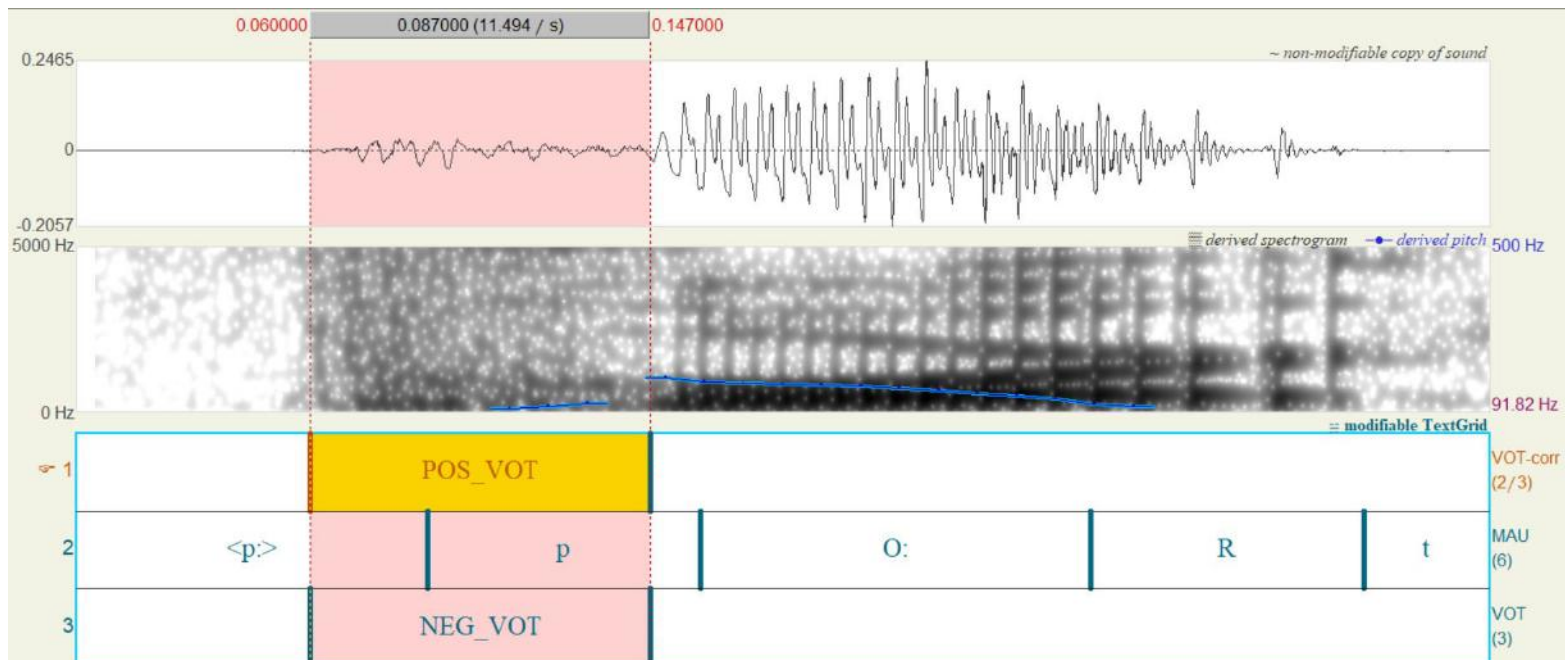 0.060000 0.087000 (11.494 / s) 0.147000
0.2465
~ non-modifiable copy of sound
0
-0.2057
5000 Hz
derived spectrogram derived pitch 500 Hz
0 Hz
91.82 Hz
modifiable TextGrid
1 POS_VOT VOT-corr
(2/3)
2 <p:> p O: R t MAU
(6)
3 NEG_VOT VOT
(3)